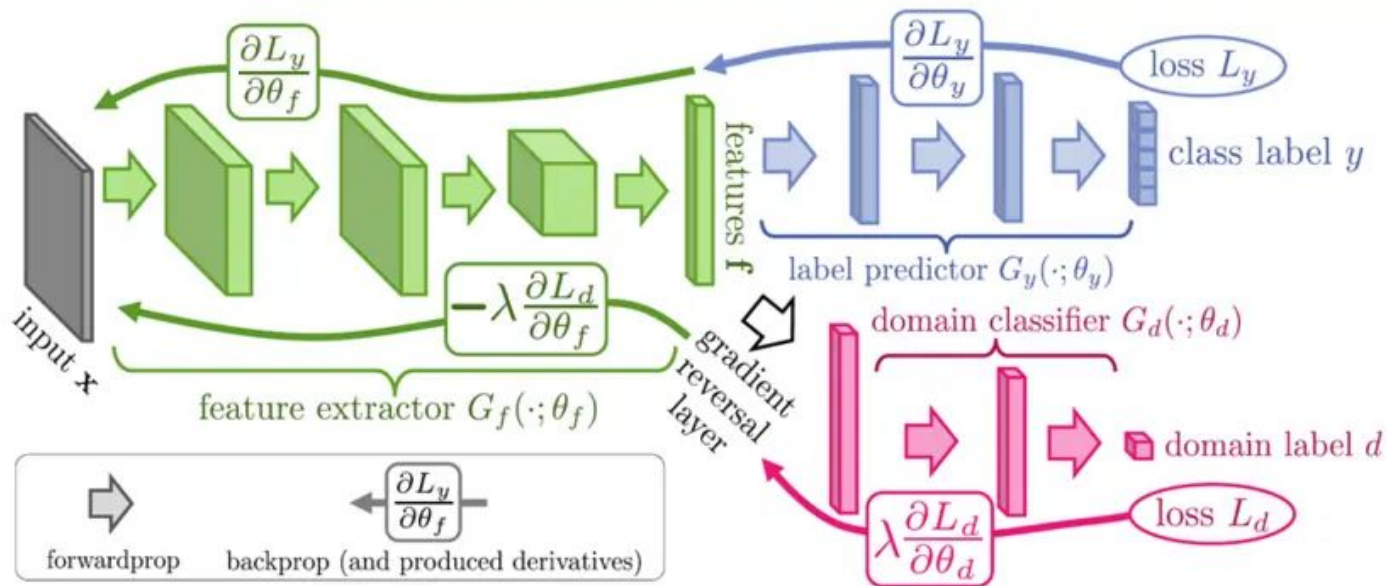 ∂L_y/∂θ_f
∂L_y/∂θ_y
loss L_y
features f
class label y
label predictor G_y(·; θ_y)
input x
−λ ∂L_d/∂θ_f
feature extractor G_f(·; θ_f)
gradient
reversal
layer
domain classifier G_d(·; θ_d)
domain label d
λ ∂L_d/∂θ_d
loss L_d
∂L_y/∂θ_f
forwardprop
backprop (and produced derivatives)